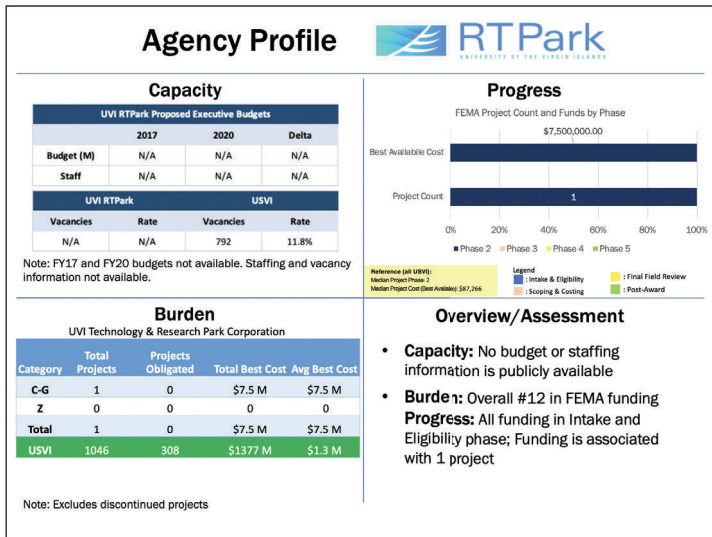 Agency Profile
RTPark
UNIVERSITY OF THE VIRGIN ISLANDS
Capacity
UVI RTPark Proposed Executive Budgets
2017 2020 Delta
Budget (M) N/A N/A N/A
Staff N/A N/A N/A
UVI RTPark USVI
Vacancies Rate Vacancies Rate
N/A N/A 792 11.8%
Note: FY17 and FY20 budgets not available. Staffing and vacancy
information not available.
Progress
FEMA Project Count and Funds by Phase
$7,500,000.00
Best Availabile Cost
Project Count 1
0% 20% 40% 60% 80% 100%
Phase 2 Phase 3 Phase 4 Phase 5
Reference (all USVI):
Median Project Phase: 2
Median Project Cost (Best Available): $87,266
Legend
: Intake & Eligibility
: Scoping & Costing
: Final Field Review
: Post-Award
Burden
UVI Technology & Research Park Corporation
Category Total Projects Projects Obligated Total Best Cost Avg Best Cost
C-G 1 0 $7.5 M $7.5 M
Z 0 0 0 0
Total 1 0 $7.5 M $7.5 M
USVI 1046 308 $1377 M $1.3 M
Note: Excludes discontinued projects
Overview/Assessment
• Capacity: No budget or staffing
information is publicly available
• Burden: Overall #12 in FEMA funding
Progress: All funding in Intake and
Eligibility phase; Funding is associated
with 1 project